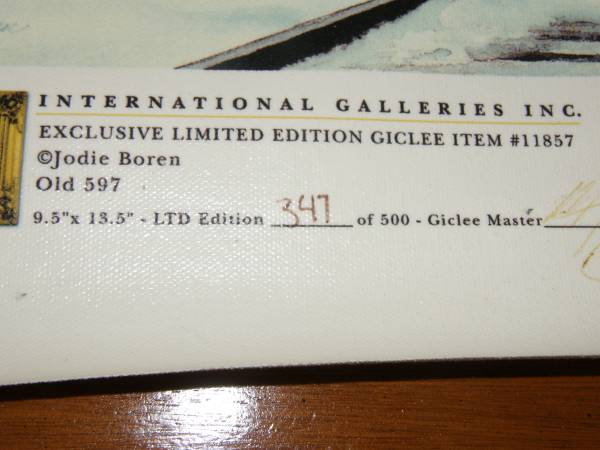 INTERNATIONAL GALLERIES INC.
EXCLUSIVE LIMITED EDITION GICLEE ITEM #11857
©Jodie Boren
Old 597
9.5"x 13.5" - LTD Edition 347 of 500 - Giclee Master